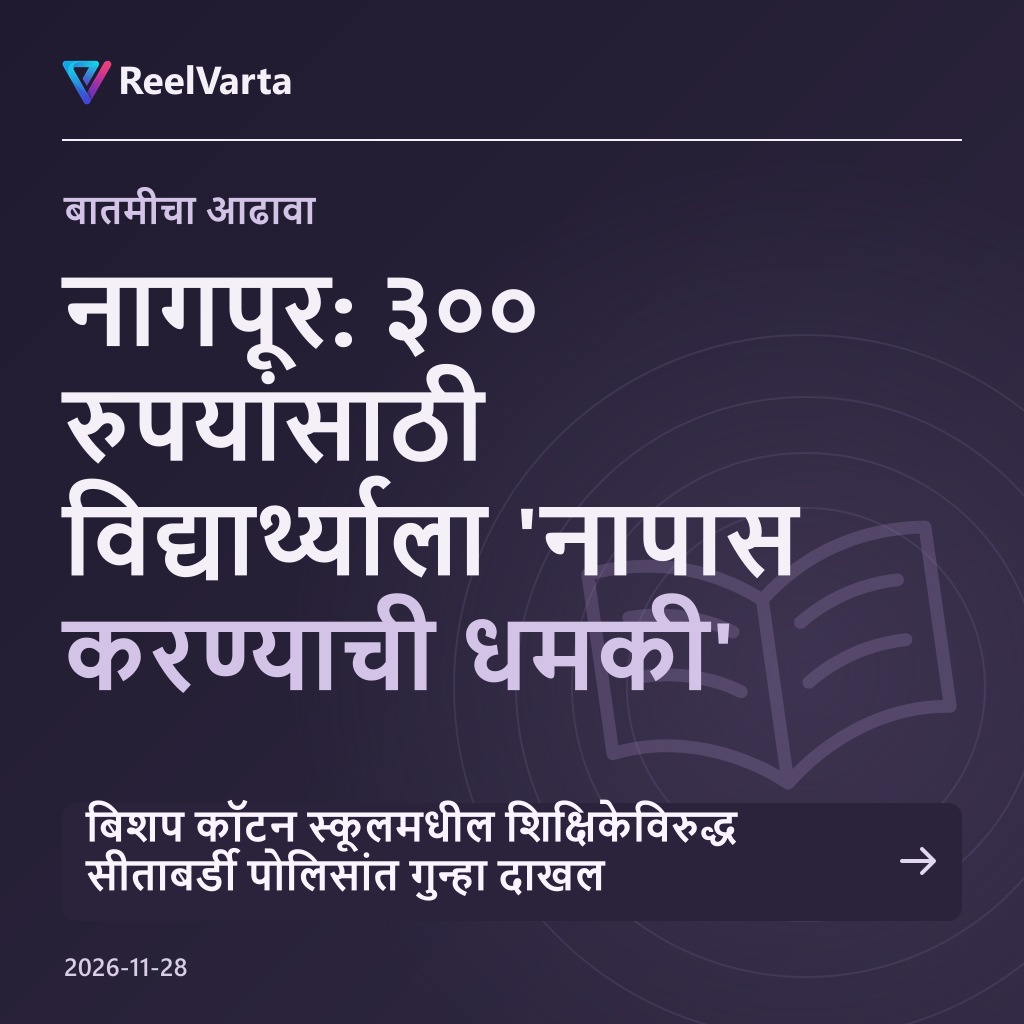 ReelVarta
बातमीचा आढावा
नागपूर: ३००
रुपयांसाठी
विद्यार्थ्याला 'नापास
करण्याची धमकी'
बिशप कॉटन स्कूलमधील शिक्षिकेविरुद्ध
सीताबर्डी पोलिसांत गुन्हा दाखल
2026-11-28